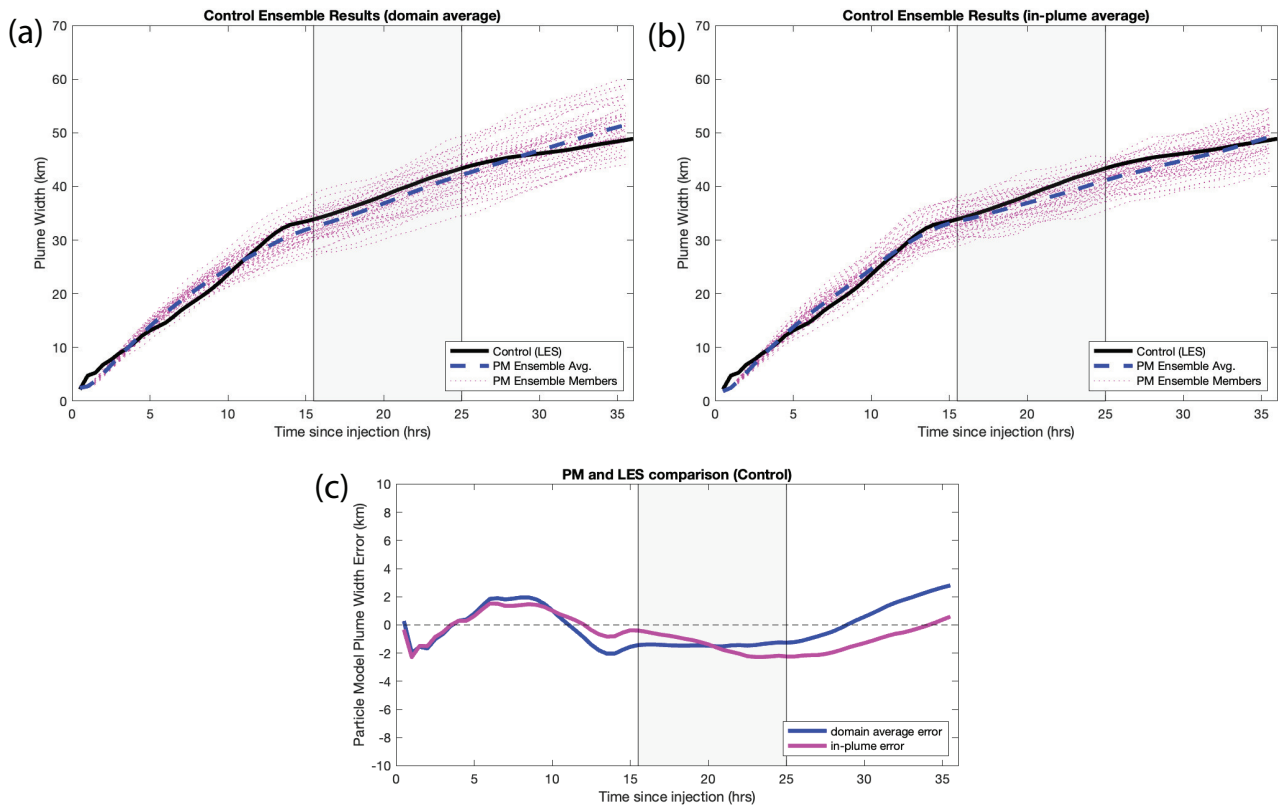 (a)
Control Ensemble Results (domain average)
Plume Width (km)
70
60
50
40
30
20
10
0
0 5 10 15 20 25 30 35
Time since injection (hrs)
Control (LES)
PM Ensemble Avg.
PM Ensemble Members
(b)
Control Ensemble Results (in-plume average)
Plume Width (km)
70
60
50
40
30
20
10
0
0 5 10 15 20 25 30 35
Time since injection (hrs)
Control (LES)
PM Ensemble Avg.
PM Ensemble Members
(c)
PM and LES comparison (Control)
Particle Model Plume Width Error (km)
10
8
6
4
2
0
-2
-4
-6
-8
-10
0 5 10 15 20 25 30 35
Time since injection (hrs)
domain average error
in-plume error